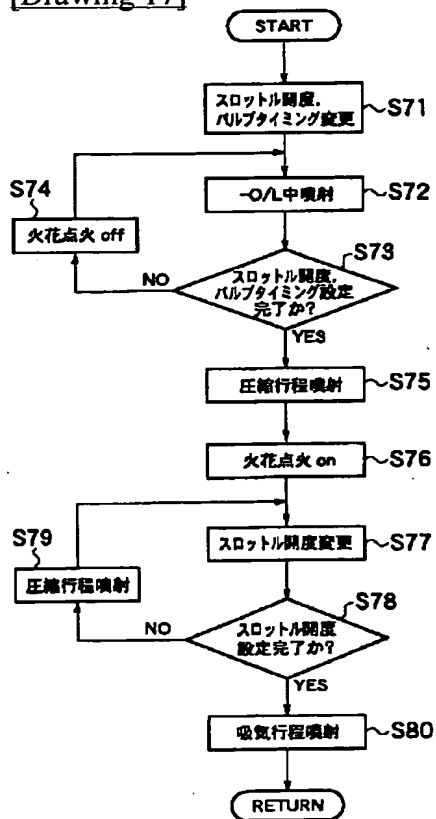 [Drawing 17]
START
スロットル開度,
バルブタイミング変更
S71
-O/L中噴射
S72
S74
火花点火 off
S73
スロットル開度,
バルブタイミング設定
完了か?
NO
YES
圧縮行程噴射
S75
火花点火 on
S76
スロットル開度変更
S77
S79
圧縮行程噴射
S78
スロットル開度
設定完了か?
NO
YES
吸気行程噴射
S80
RETURN